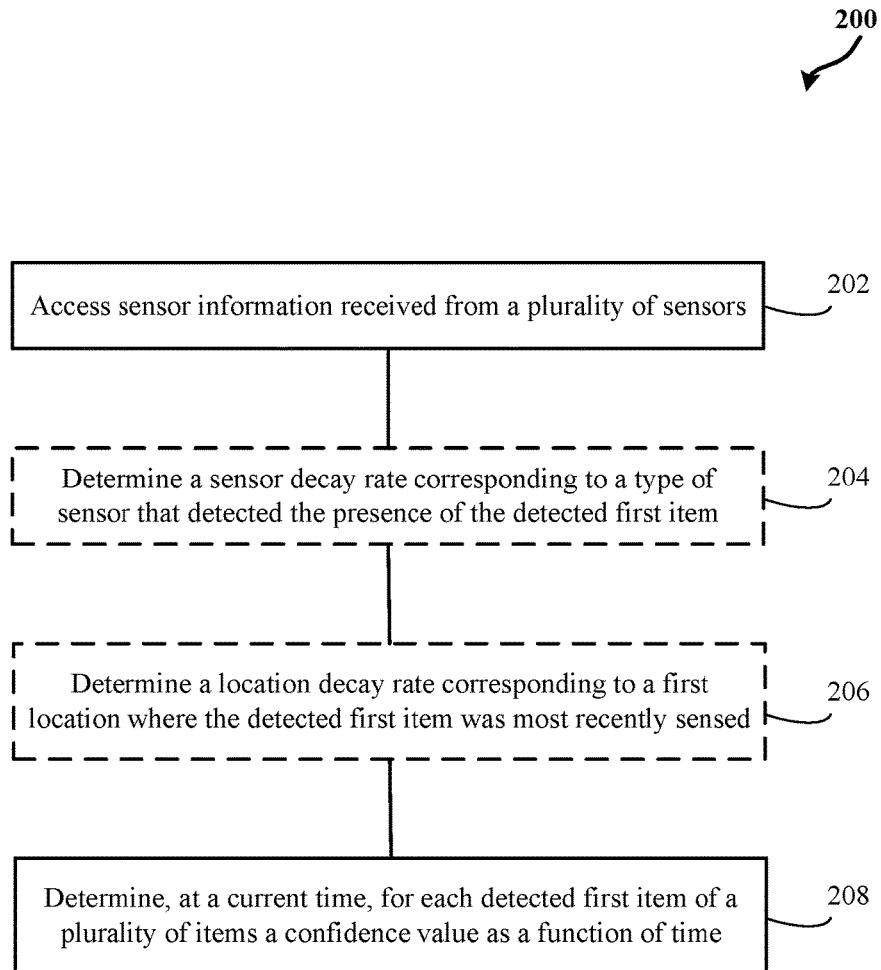 200
Access sensor information received from a plurality of sensors
202
Determine a sensor decay rate corresponding to a type of
sensor that detected the presence of the detected first item
204
Determine a location decay rate corresponding to a first
location where the detected first item was most recently sensed
206
Determine, at a current time, for each detected first item of a
plurality of items a confidence value as a function of time
208